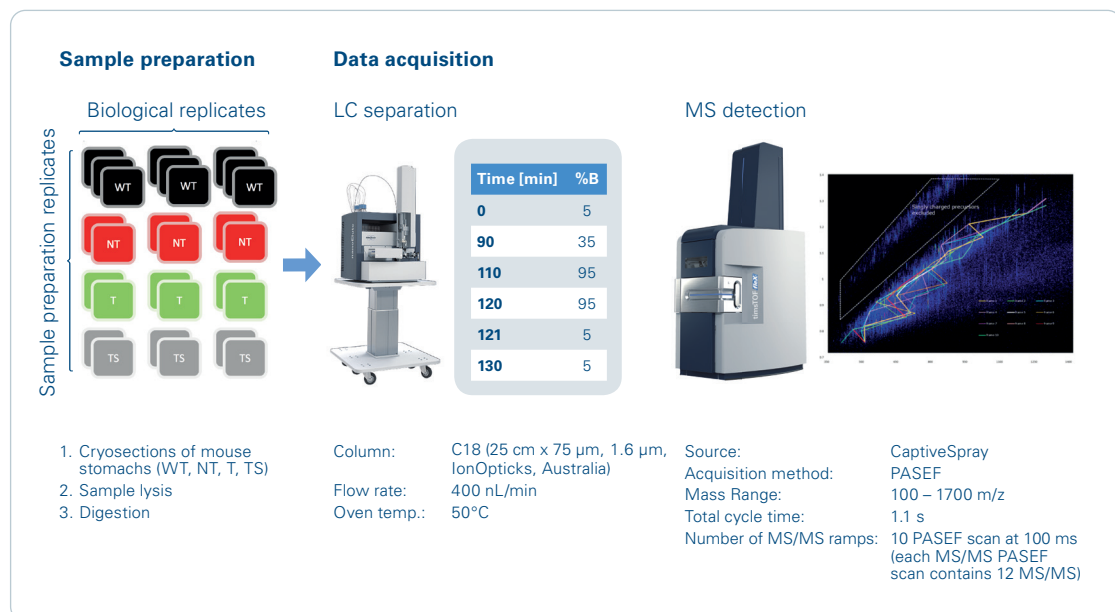 Sample preparation
Data acquisition
Biological replicates
LC separation
MS detection
Sample preparation replicates
WT
WT
WT
NT
NT
NT
T
T
T
TS
TS
TS
Time [min] %B
0 5
90 35
110 95
120 95
121 5
130 5
timsTOF fleX
Singly charged precursors
excluded
1. Cryosections of mouse
stomachs (WT, NT, T, TS)
2. Sample lysis
3. Digestion
Column: C18 (25 cm x 75 µm, 1.6 µm,
IonOpticks, Australia)
Flow rate: 400 nL/min
Oven temp.: 50°C
Source: CaptiveSpray
Acquisition method: PASEF
Mass Range: 100 – 1700 m/z
Total cycle time: 1.1 s
Number of MS/MS ramps: 10 PASEF scan at 100 ms
(each MS/MS PASEF
scan contains 12 MS/MS)